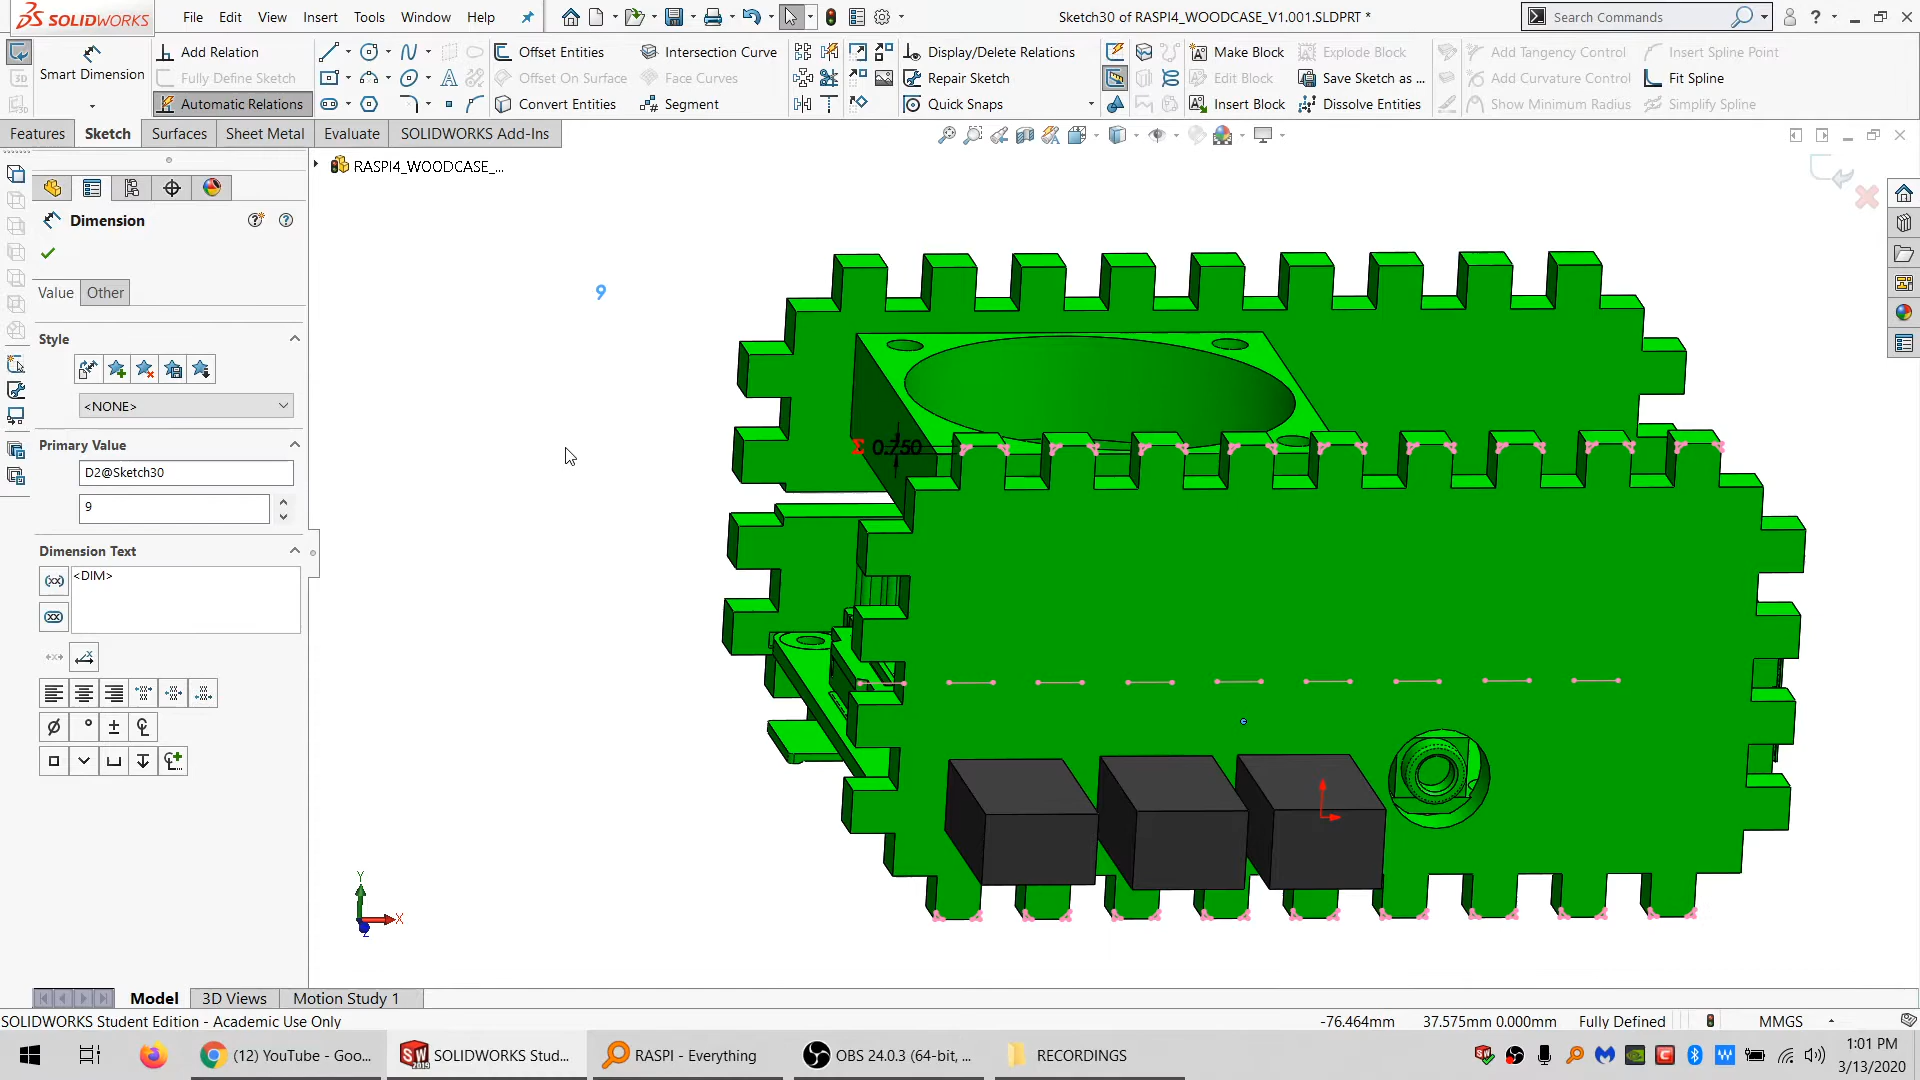 SOLIDWORKS
File Edit View Insert Tools Window Help
Sketch30 of RASPI4_WOODCASE_V1.001.SLDPRT *
Search Commands
Smart Dimension
Add Relation
Fully Define Sketch
Automatic Relations
Offset Entities
Offset On Surface
Convert Entities
Intersection Curve
Face Curves
Segment
Display/Delete Relations
Repair Sketch
Quick Snaps
Make Block
Edit Block
Insert Block
Explode Block
Save Sketch as ...
Dissolve Entities
Add Tangency Control
Add Curvature Control
Show Minimum Radius
Insert Spline Point
Fit Spline
Simplify Spline
Features Sketch Surfaces Sheet Metal Evaluate SOLIDWORKS Add-Ins
RASPI4_WOODCASE_...
Dimension
Value Other
Style
<NONE>
Primary Value
D2@Sketch30
9
Dimension Text
<DIM>
9
Σ 0.750
Y
X
Z
Model 3D Views Motion Study 1
SOLIDWORKS Student Edition - Academic Use Only
-76.464mm 37.575mm 0.000mm Fully Defined MMGS
(12) YouTube - Goo...
SOLIDWORKS Stud...
RASPI - Everything
OBS 24.0.3 (64-bit, ...
RECORDINGS
1:01 PM
3/13/2020